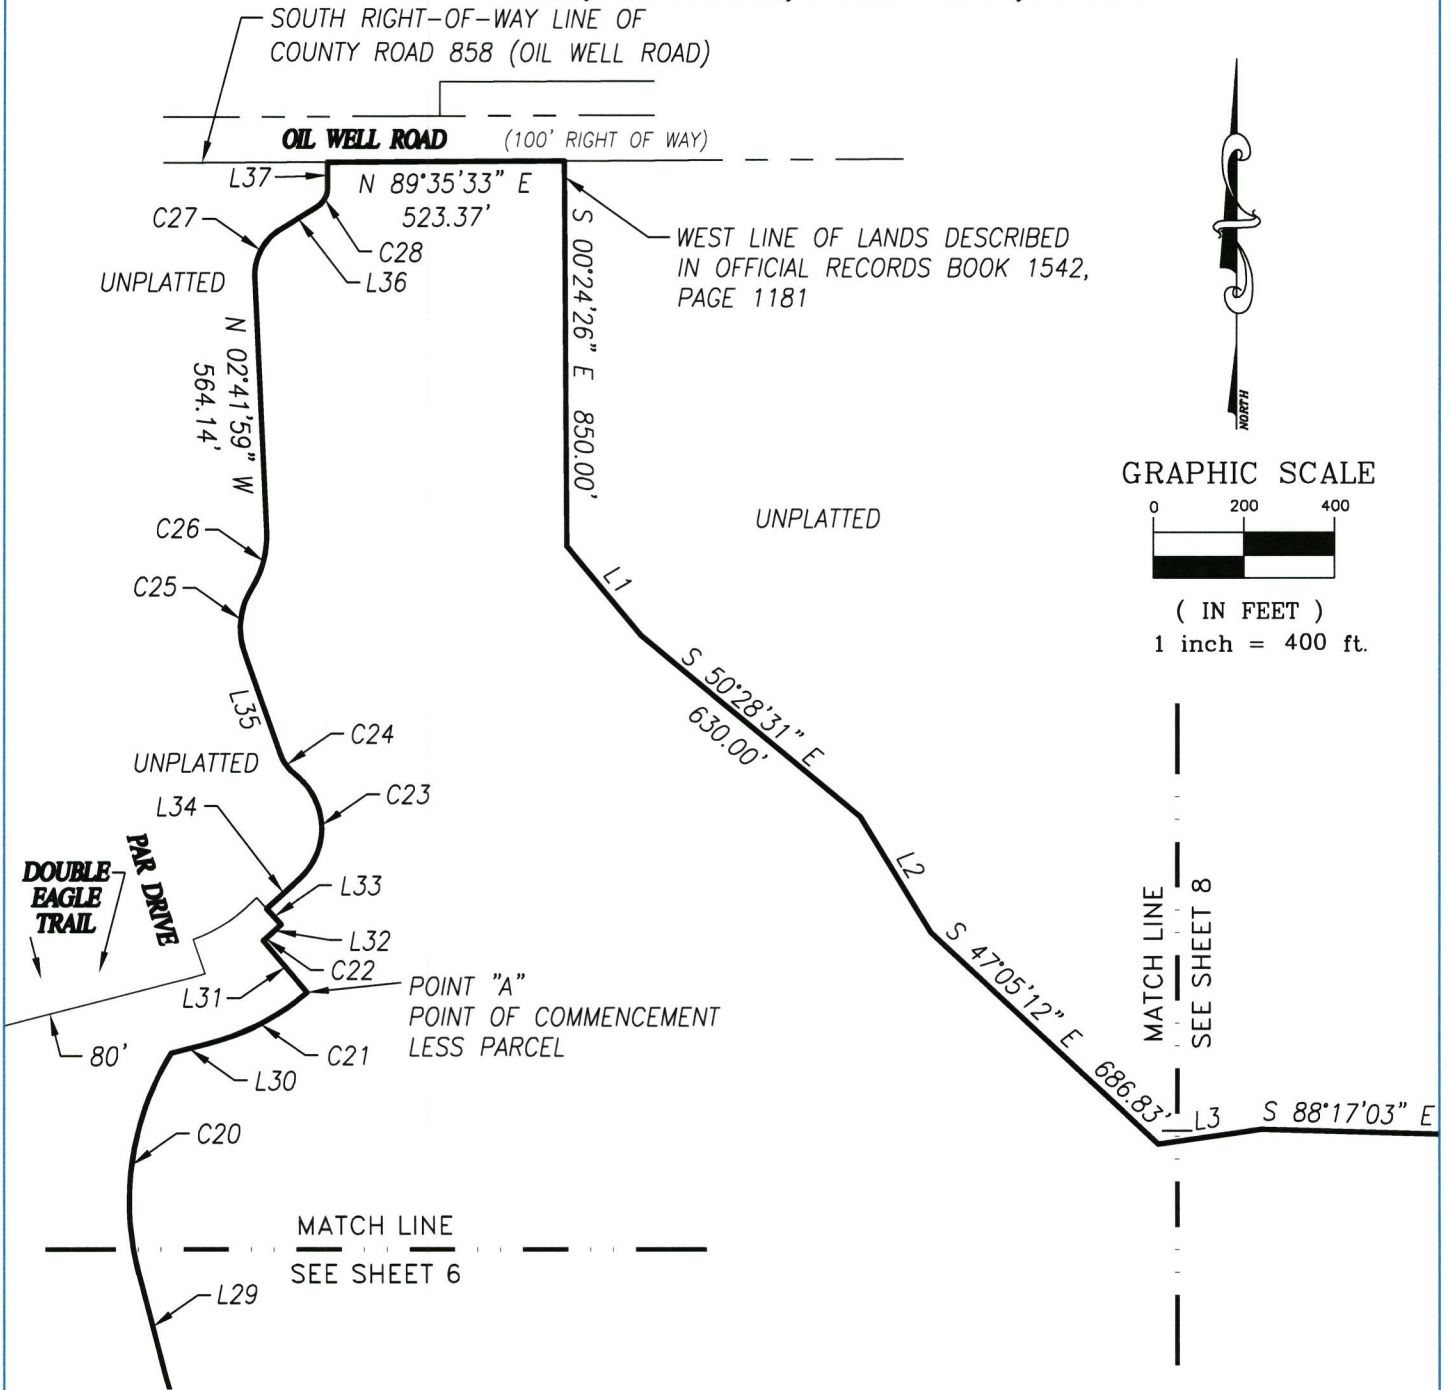 SOUTH RIGHT-OF-WAY LINE OF
COUNTY ROAD 858 (OIL WELL ROAD)
OIL WELL ROAD
(100' RIGHT OF WAY)
L37
N 89°35'33" E
523.37'
C27
C28
L36
UNPLATTED
S 00°24'26" E 850.00'
WEST LINE OF LANDS DESCRIBED
IN OFFICIAL RECORDS BOOK 1542,
PAGE 1181
NORTH
N 02°41'59" W
564.14'
GRAPHIC SCALE
0 200 400
( IN FEET )
1 inch = 400 ft.
UNPLATTED
C26
C25
L1
S 50°28'31" E
630.00'
L35
C24
UNPLATTED
C23
L34
PAR DRIVE
DOUBLE
EAGLE
TRAIL
L33
L32
C22
L31
L2
S 47°05'12" E 686.83'
MATCH LINE
SEE SHEET 8
POINT "A"
POINT OF COMMENCEMENT
LESS PARCEL
80'
C21
L30
C20
L3
S 88°17'03" E
MATCH LINE
SEE SHEET 6
L29